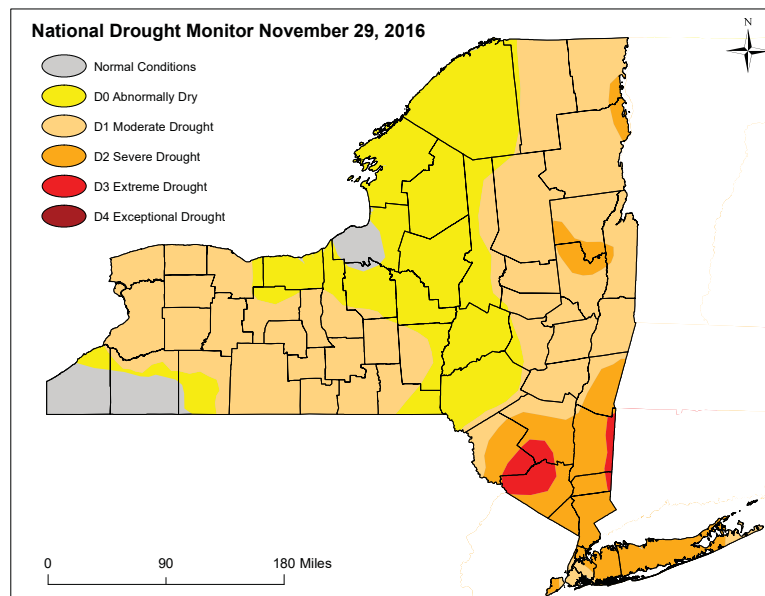 National Drought Monitor November 29, 2016
N
Normal Conditions
D0 Abnormally Dry
D1 Moderate Drought
D2 Severe Drought
D3 Extreme Drought
D4 Exceptional Drought
0 90 180 Miles